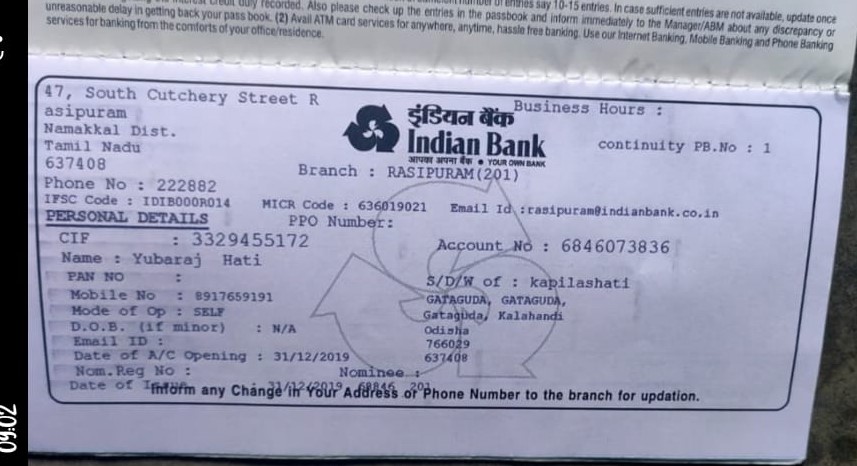 number of entries say 10-15 entries. In case sufficient entries are not available, update once
credit duly recorded. Also please check up the entries in the passbook and inform immediately to the Manager/ABM about any discrepancy or
unreasonable delay in getting back your pass book. (2) Avail ATM card services for anywhere, anytime, hassle free banking. Use our Internet Banking, Mobile Banking and Phone Banking
services for banking from the comforts of your office/residence.
47, South Cutchery Street R
asipuram
Namakkal Dist.
Tamil Nadu
637408
इंडियन बैंक
Indian Bank
आपका अपना बैंक • YOUR OWN BANK
Business Hours :
continuity PB.No : 1
Branch : RASIPURAM(201)
Phone No : 222882
IFSC Code : IDIB000R014 MICR Code : 636019021 Email Id :rasipuram@indianbank.co.in
PERSONAL DETAILS PPO Number:
CIF : 3329455172 Account No : 6846073836
Name : Yubaraj Hati
PAN NO : S/D/W of : kapilashati
Mobile No : 8917659191 GATAGUDA, GATAGUDA,
Mode of Op : SELF Gataguda, Kalahandi
D.O.B. (if minor) : N/A Odisha
Email ID : 766029
Date of A/C Opening : 31/12/2019 637408
Nom.Reg No : Nominee :
Date of 31/12/2019 201
Inform any Change in Your Address or Phone Number to the branch for updation.
09:02